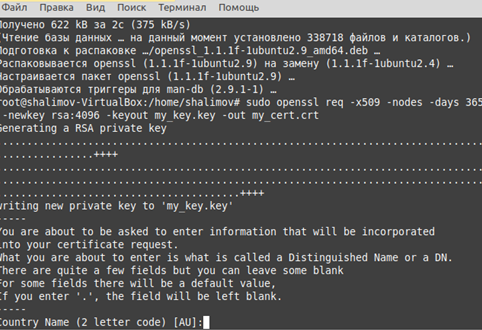 Файл Правка Вид Поиск Терминал Помощь
Получено 622 kB за 2с (375 kB/s)
(Чтение базы данных … на данный момент установлено 338718 файлов и каталогов.)
Подготовка к распаковке …/openssl_1.1.1f-1ubuntu2.9_amd64.deb …
Распаковывается openssl (1.1.1f-1ubuntu2.9) на замену (1.1.1f-1ubuntu2.4) …
Настраивается пакет openssl (1.1.1f-1ubuntu2.9) …
Обрабатываются триггеры для man-db (2.9.1-1) …
root@shalimov-VirtualBox:/home/shalimov# sudo openssl req -x509 -nodes -days 365
-newkey rsa:4096 -keyout my_key.key -out my_cert.crt
Generating a RSA private key
................................................................................
...............++++
................................................................................
................................................................................
.......................................++++
writing new private key to 'my_key.key'
-----
You are about to be asked to enter information that will be incorporated
into your certificate request.
What you are about to enter is what is called a Distinguished Name or a DN.
There are quite a few fields but you can leave some blank
For some fields there will be a default value,
If you enter '.', the field will be left blank.
-----
Country Name (2 letter code) [AU]: